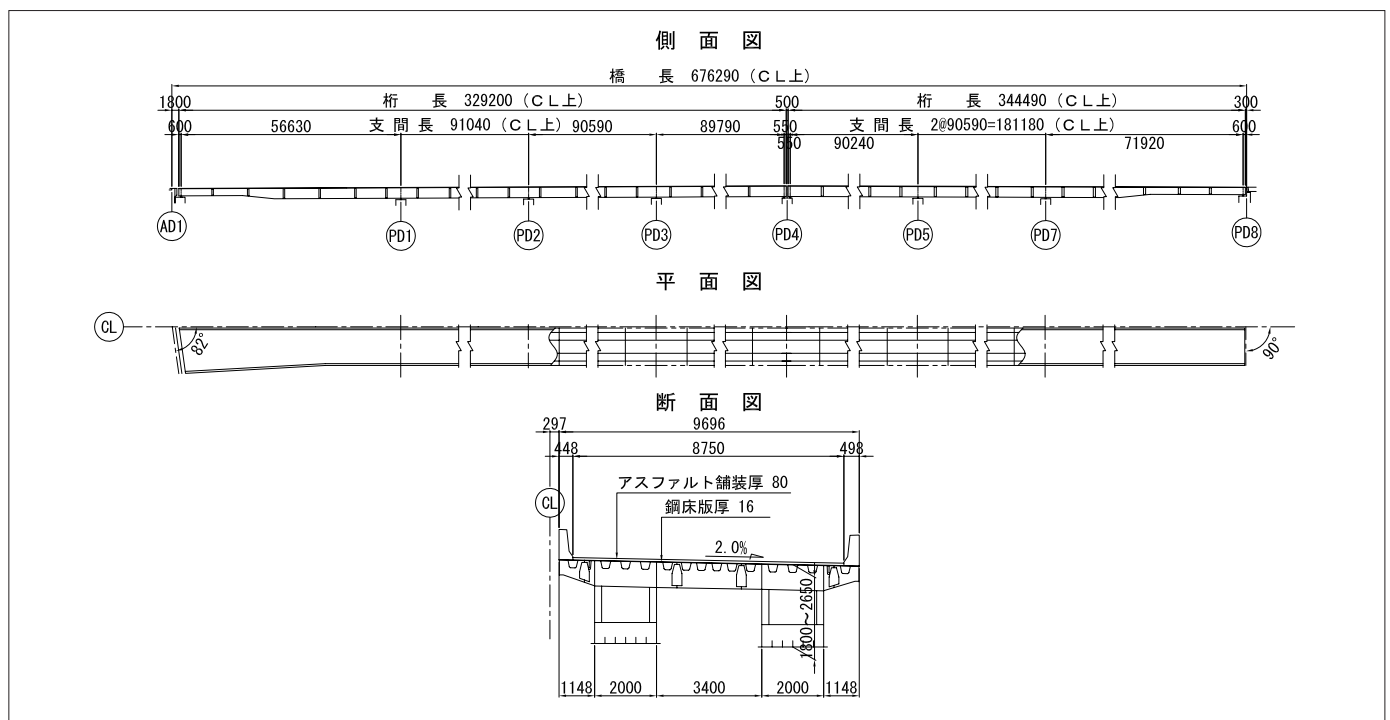 側 面 図
橋 長 676290 (ＣＬ上)
1800 桁 長 329200 (ＣＬ上) 500 桁 長 344490 (ＣＬ上) 300
600 56630 支 間 長 91040 (ＣＬ上) 90590 89790 550 支 間 長 2@90590=181180 (ＣＬ上) 600
550 90240 71920
AD1 PD1 PD2 PD3 PD4 PD5 PD7 PD8
平 面 図
CL
82°
90°
断 面 図
297 9696
448 8750 498
アスファルト舗装厚 80
CL
鋼床版厚 16
2.0%
1800～2650
1148 2000 3400 2000 1148